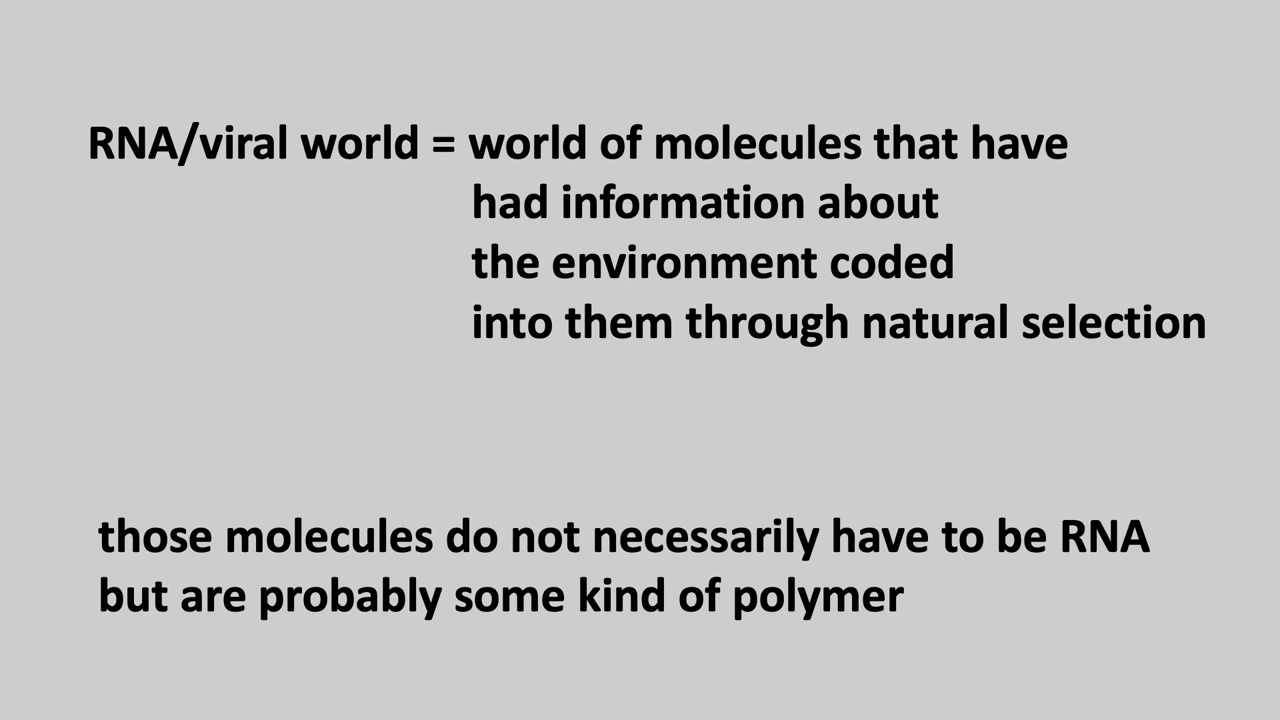 RNA/viral world = world of molecules that have
had information about
the environment coded
into them through natural selection
those molecules do not necessarily have to be RNA
but are probably some kind of polymer